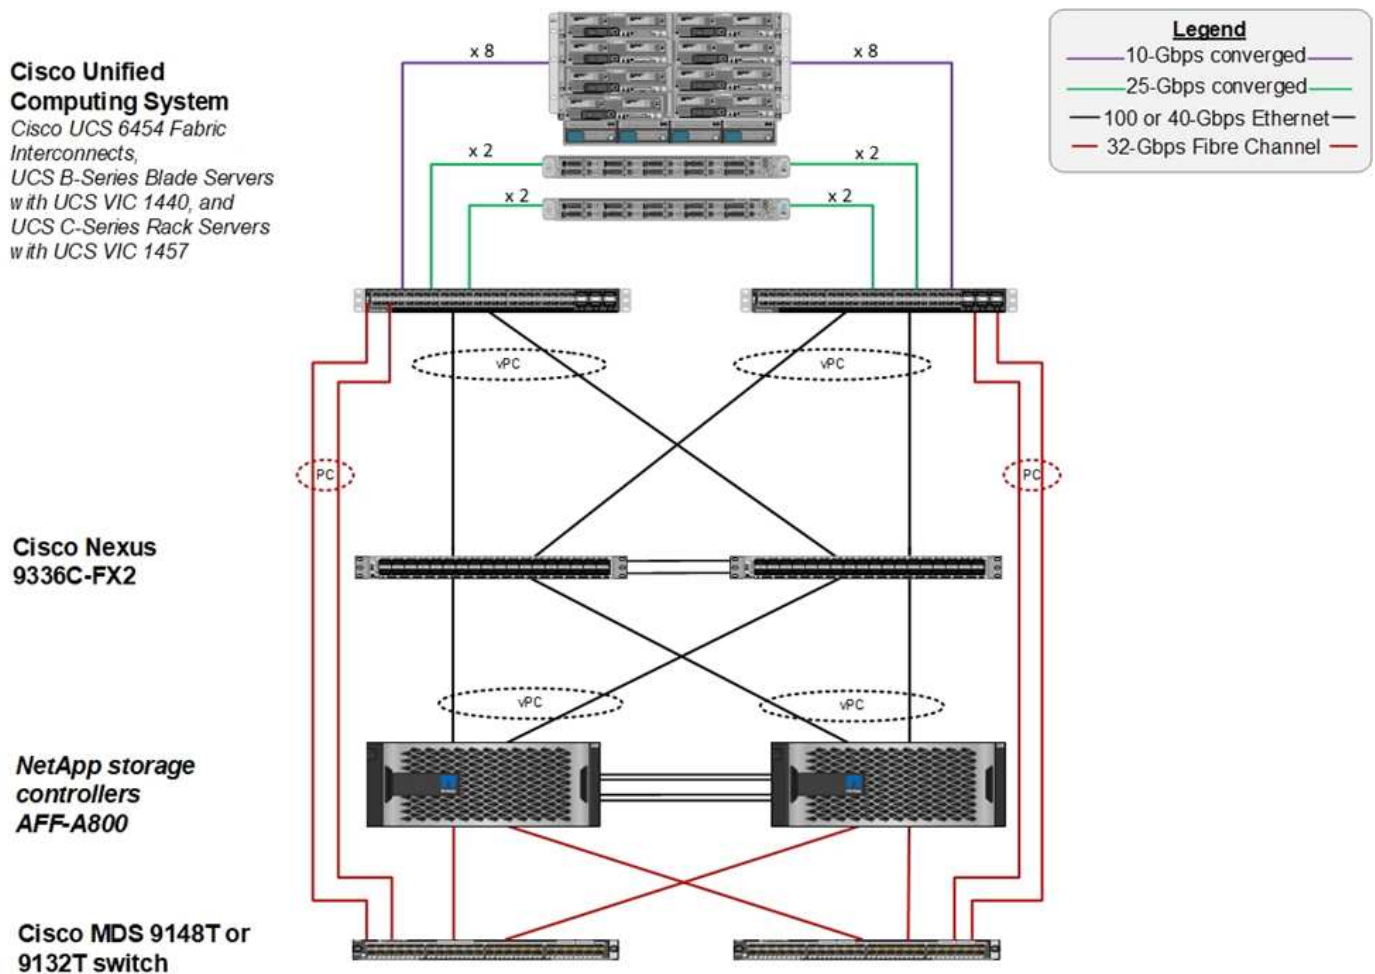 Cisco Unified
Computing System
Cisco UCS 6454 Fabric
Interconnects,
UCS B-Series Blade Servers
with UCS VIC 1440, and
UCS C-Series Rack Servers
with UCS VIC 1457
x 8
x 8
x 2
x 2
x 2
x 2
Legend
10-Gbps converged
25-Gbps converged
100 or 40-Gbps Ethernet
32-Gbps Fibre Channel
vPC
vPC
PC
PC
Cisco Nexus
9336C-FX2
vPC
vPC
NetApp storage
controllers
AFF-A800
Cisco MDS 9148T or
9132T switch